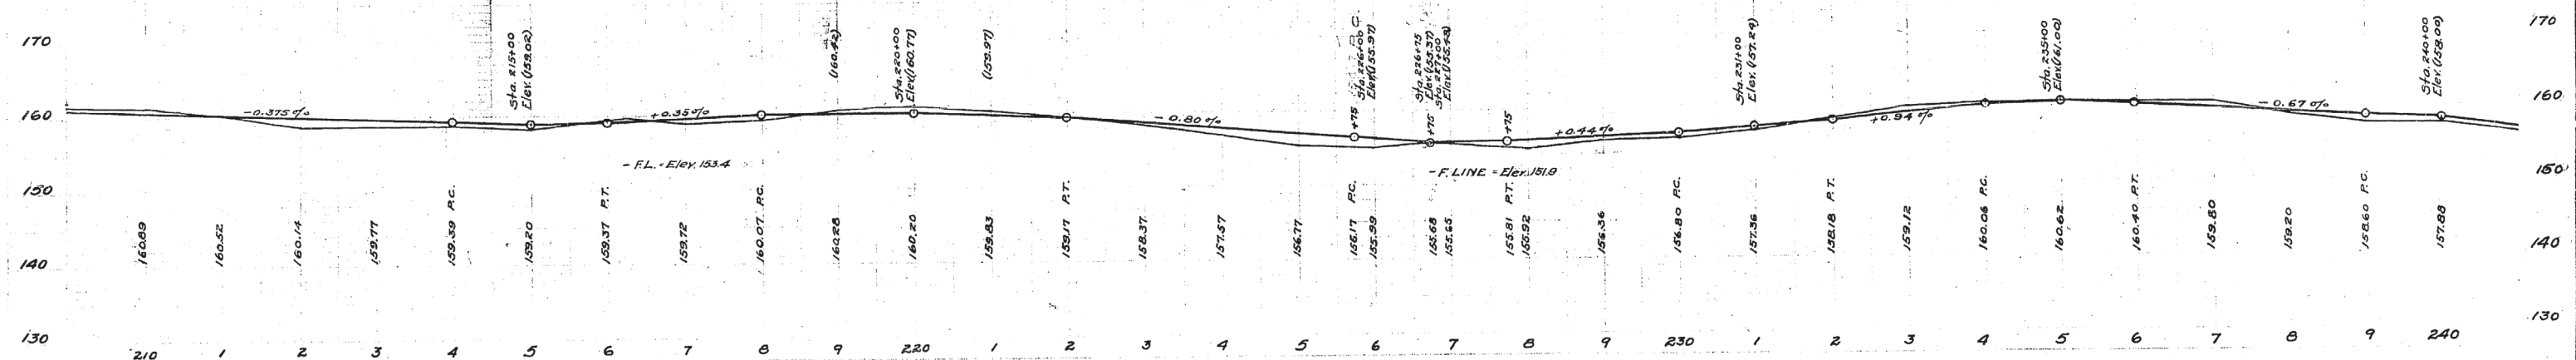 170
160
150
140
130
Sta. 215+00
Elev. (159.02)
(160.42)
Sta. 220+00
Elev. (160.77)
(159.97)
Sta. 226+00
Elev. (155.97)
Sta. 226+75
Elev. (155.37)
Sta. 227+00
Elev. (155.48)
Sta. 231+00
Elev. (157.24)
Sta. 235+00
Elev. (161.00)
Sta. 240+00
Elev. (158.00)
170
160
150
140
130
-0.375%
+0.35%
-0.80%
+75
+75
+75
+0.44%
+0.94%
-0.67%
- F.L. = Elev. 153.4
- F. LINE = Elev. 151.9
160.89
160.52
160.14
159.77
159.39 P.C.
159.20
159.37 P.T.
159.72
160.07 P.C.
160.28
160.20
159.83
159.17 P.T.
158.37
157.57
156.77
156.17 P.C.
155.99
155.68
155.65
155.81 P.T.
155.92
156.36
156.80 P.C.
157.36
158.18 P.T.
159.12
160.06 P.C.
160.62
160.40 P.T.
159.80
159.20
158.60 P.C.
157.88
210 1 2 3 4 5 6 7 8 9 220 1 2 3 4 5 6 7 8 9 230 1 2 3 4 5 6 7 8 9 240